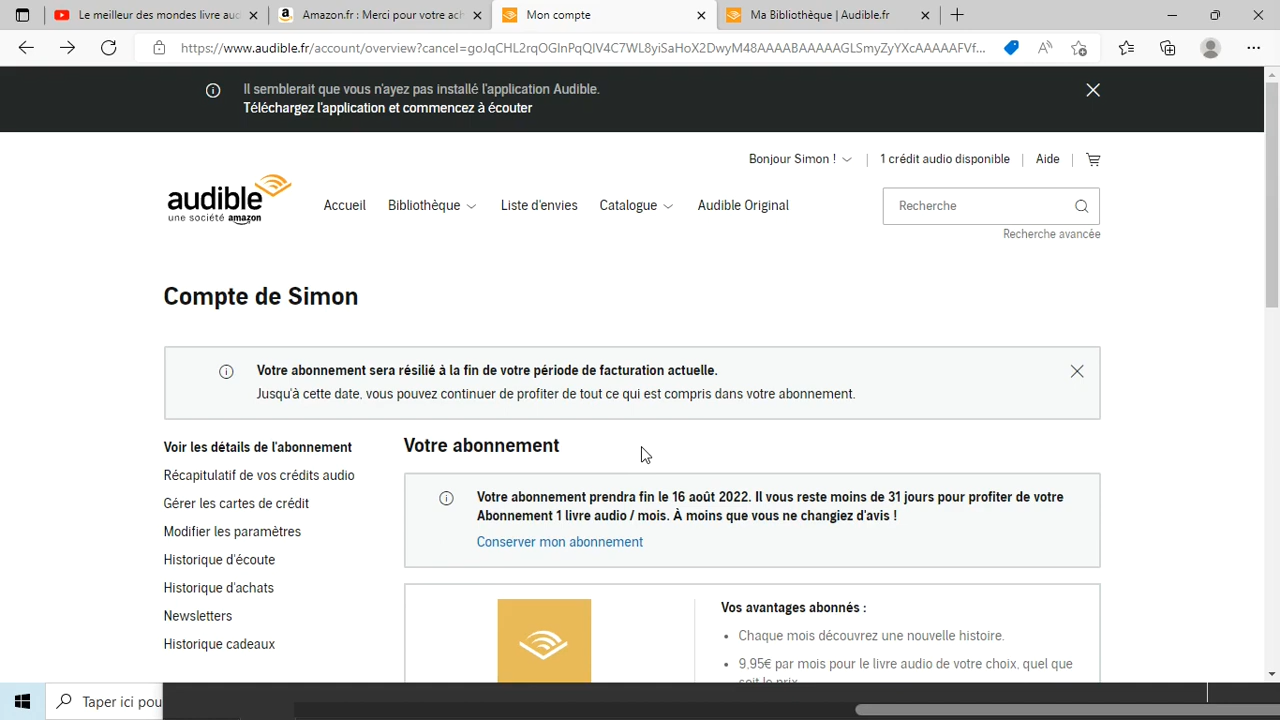 Le meilleur des mondes livre au
Amazon.fr : Merci pour votre ach
Mon compte
Ma Bibliothèque | Audible.fr
https://www.audible.fr/account/overview?cancel=goJqCHL2rqOGlnPqQIV4C7WL8yiSaHoX2DwyM48AAAABAAAAAGLSmyZyYXcAAAAAFVf...
Il semblerait que vous n'ayez pas installé l'application Audible.
Téléchargez l'application et commencez à écouter
Bonjour Simon !
1 crédit audio disponible
Aide
audible
une société amazon
Accueil
Bibliothèque
Liste d'envies
Catalogue
Audible Original
Recherche
Recherche avancée
Compte de Simon
Votre abonnement sera résilié à la fin de votre période de facturation actuelle.
Jusqu'à cette date, vous pouvez continuer de profiter de tout ce qui est compris dans votre abonnement.
Voir les détails de l'abonnement
Récapitulatif de vos crédits audio
Gérer les cartes de crédit
Modifier les paramètres
Historique d'écoute
Historique d'achats
Newsletters
Historique cadeaux
Votre abonnement
Votre abonnement prendra fin le 16 août 2022. Il vous reste moins de 31 jours pour profiter de votre
Abonnement 1 livre audio / mois. À moins que vous ne changiez d'avis !
Conserver mon abonnement
Vos avantages abonnés :
• Chaque mois découvrez une nouvelle histoire.
• 9,95€ par mois pour le livre audio de votre choix, quel que
soit le prix
Taper ici pou